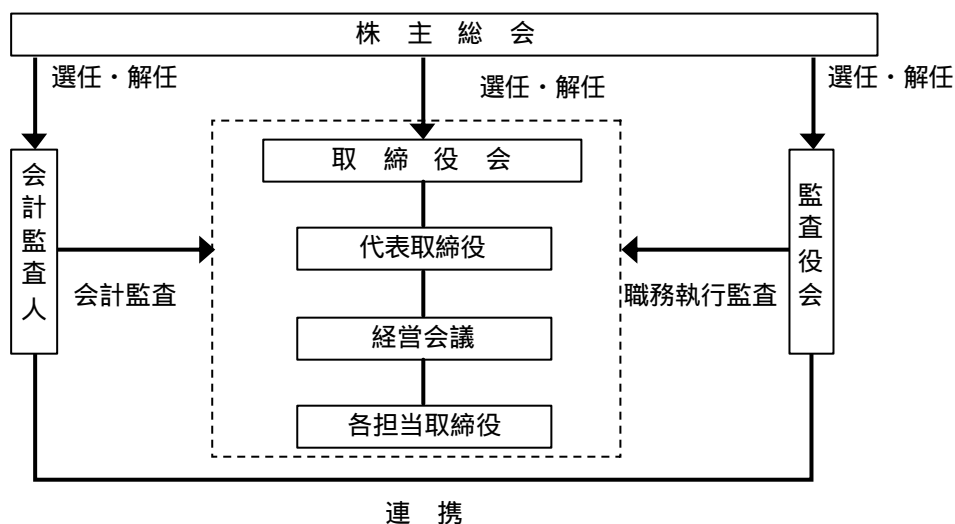 株 主 総 会
選任・解任
選任・解任
選任・解任
取 締 役 会
会計監査人
監査役会
代表取締役
会計監査
職務執行監査
経営会議
各担当取締役
連 携